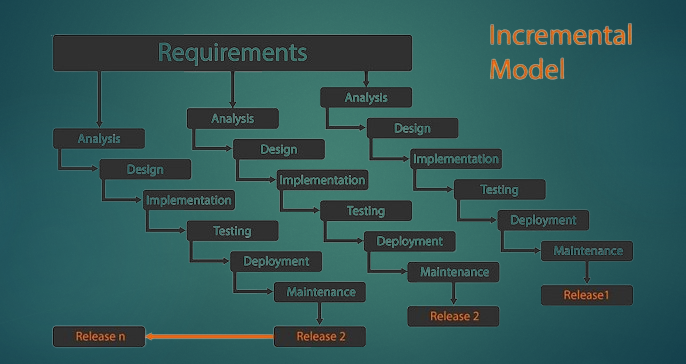 Incremental
Model
Requirements
Analysis
Design
Implementation
Testing
Deployment
Maintenance
Release 2
Release n
Analysis
Design
Implementation
Testing
Deployment
Maintenance
Release 2
Analysis
Design
Implementation
Testing
Deployment
Maintenance
Release1